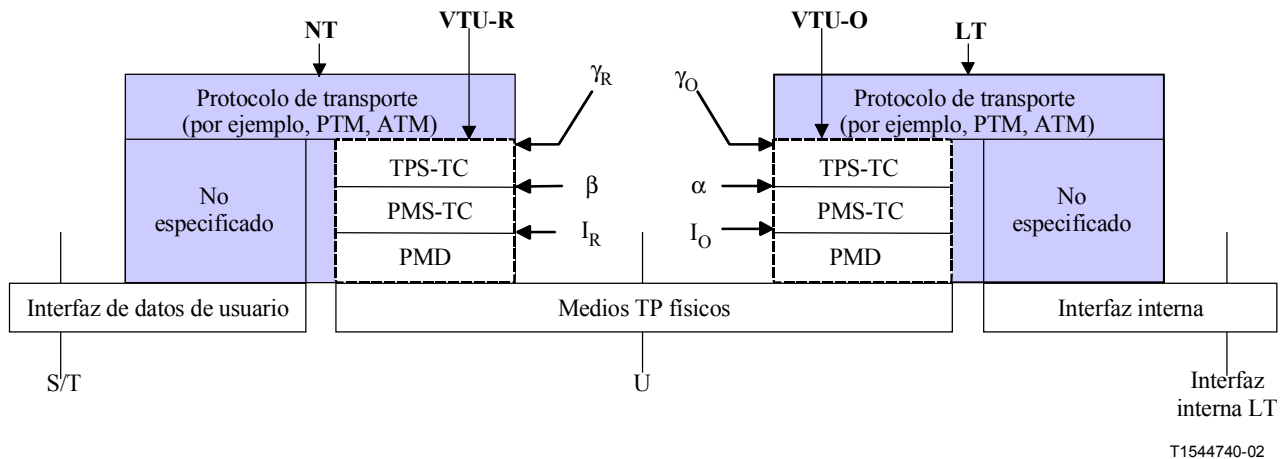 NT
VTU-R
VTU-O
LT
γR
γO
Protocolo de transporte
(por ejemplo, PTM, ATM)
Protocolo de transporte
(por ejemplo, PTM, ATM)
No
especificado
TPS-TC
PMS-TC
PMD
β
IR
α
IO
TPS-TC
PMS-TC
PMD
No
especificado
Interfaz de datos de usuario
Medios TP físicos
Interfaz interna
S/T
U
Interfaz
interna LT
T1544740-02